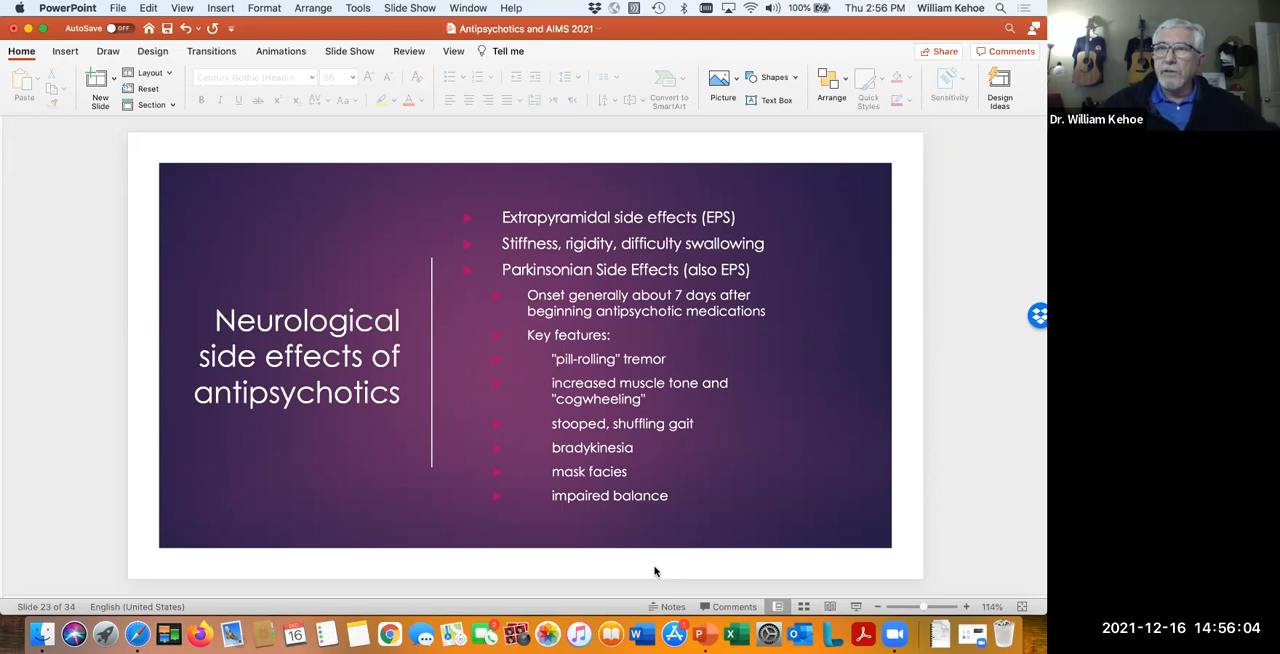 PowerPoint File Edit View Insert Format Arrange Tools Slide Show Window Help 100% Thu 2:56 PM William Kehoe
AutoSave OFF Antipsychotics and AIMS 2021
Home Insert Draw Design Transitions Animations Slide Show Review View Tell me Share Comments
Paste
New Slide
Layout
Reset
Section
Century Gothic (Headin... 56
Convert to SmartArt
Picture
Shapes
Text Box
Arrange
Quick Styles
Sensitivity
Design Ideas
Dr. William Kehoe
Neurological
side effects of
antipsychotics
Extrapyramidal side effects (EPS)
Stiffness, rigidity, difficulty swallowing
Parkinsonian Side Effects (also EPS)
Onset generally about 7 days after
beginning antipsychotic medications
Key features:
"pill-rolling" tremor
increased muscle tone and
"cogwheeling"
stooped, shuffling gait
bradykinesia
mask facies
impaired balance
Slide 23 of 34 English (United States) Notes Comments 114%
2021-12-16 14:56:04